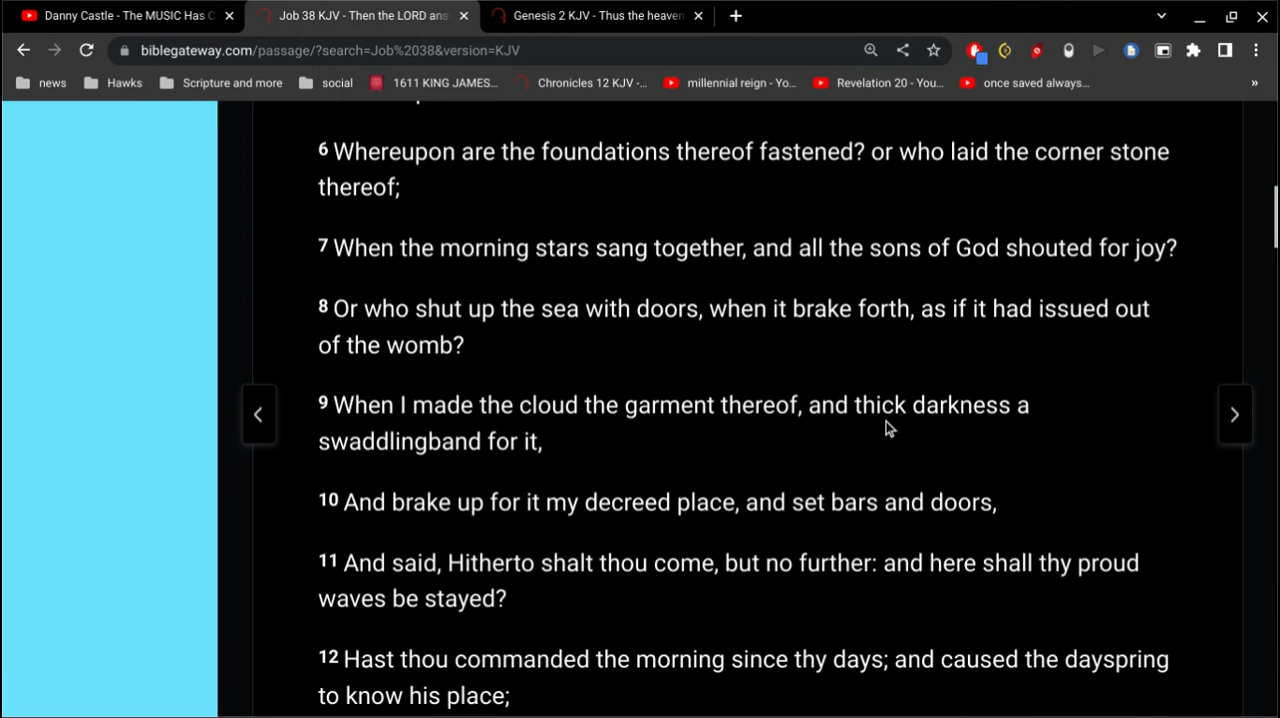 Danny Castle - The MUSIC Has C
Job 38 KJV - Then the LORD ans
Genesis 2 KJV - Thus the heaven
biblegateway.com/passage/?search=Job%2038&version=KJV
news
Hawks
Scripture and more
social
1611 KING JAMES...
Chronicles 12 KJV -...
millennial reign - Yo...
Revelation 20 - You...
once saved always...
»
6 Whereupon are the foundations thereof fastened? or who laid the corner stone
thereof;
7 When the morning stars sang together, and all the sons of God shouted for joy?
8 Or who shut up the sea with doors, when it brake forth, as if it had issued out
of the womb?
9 When I made the cloud the garment thereof, and thick darkness a
swaddlingband for it,
10 And brake up for it my decreed place, and set bars and doors,
11 And said, Hitherto shalt thou come, but no further: and here shall thy proud
waves be stayed?
12 Hast thou commanded the morning since thy days; and caused the dayspring
to know his place;